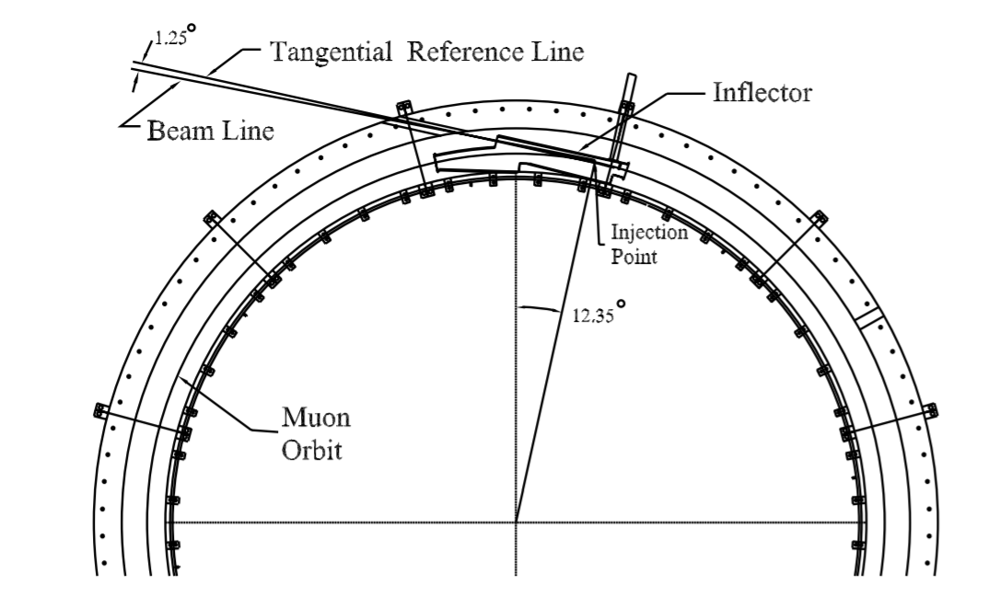 1.25°
Tangential Reference Line
Inflector
Beam Line
Injection
Point
12.35°
Muon
Orbit